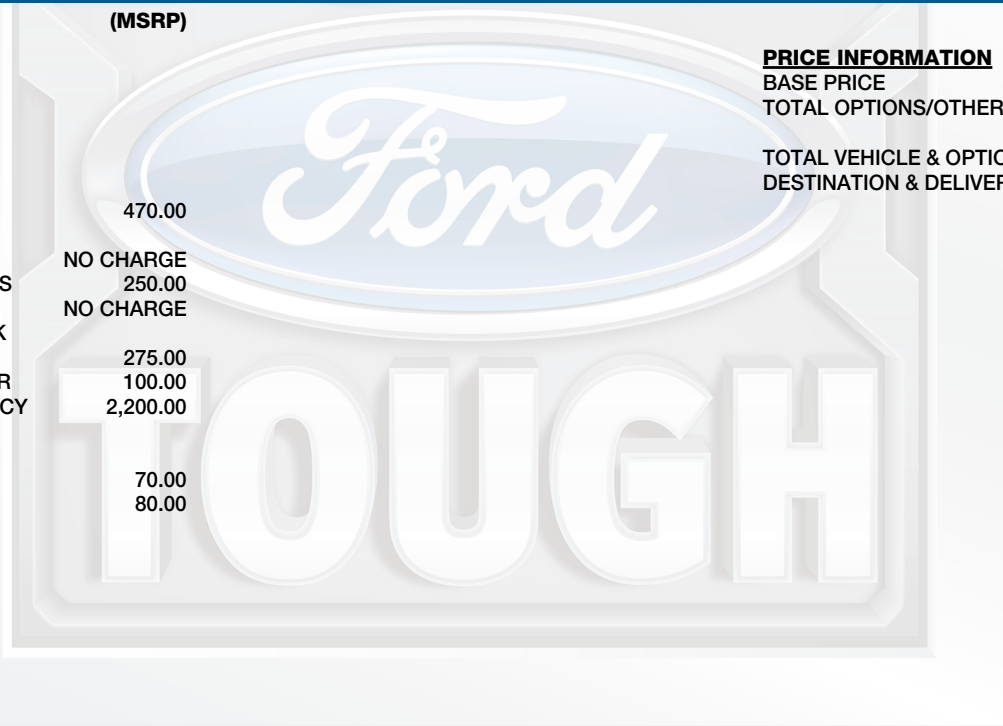 (MSRP)
PRICE INFORMATION
BASE PRICE
TOTAL OPTIONS/OTHER
TOTAL VEHICLE & OPTIO
DESTINATION & DELIVER
470.00
NO CHARGE
S 250.00
NO CHARGE
K
275.00
R 100.00
CY 2,200.00
70.00
80.00
Ford
TOUGH